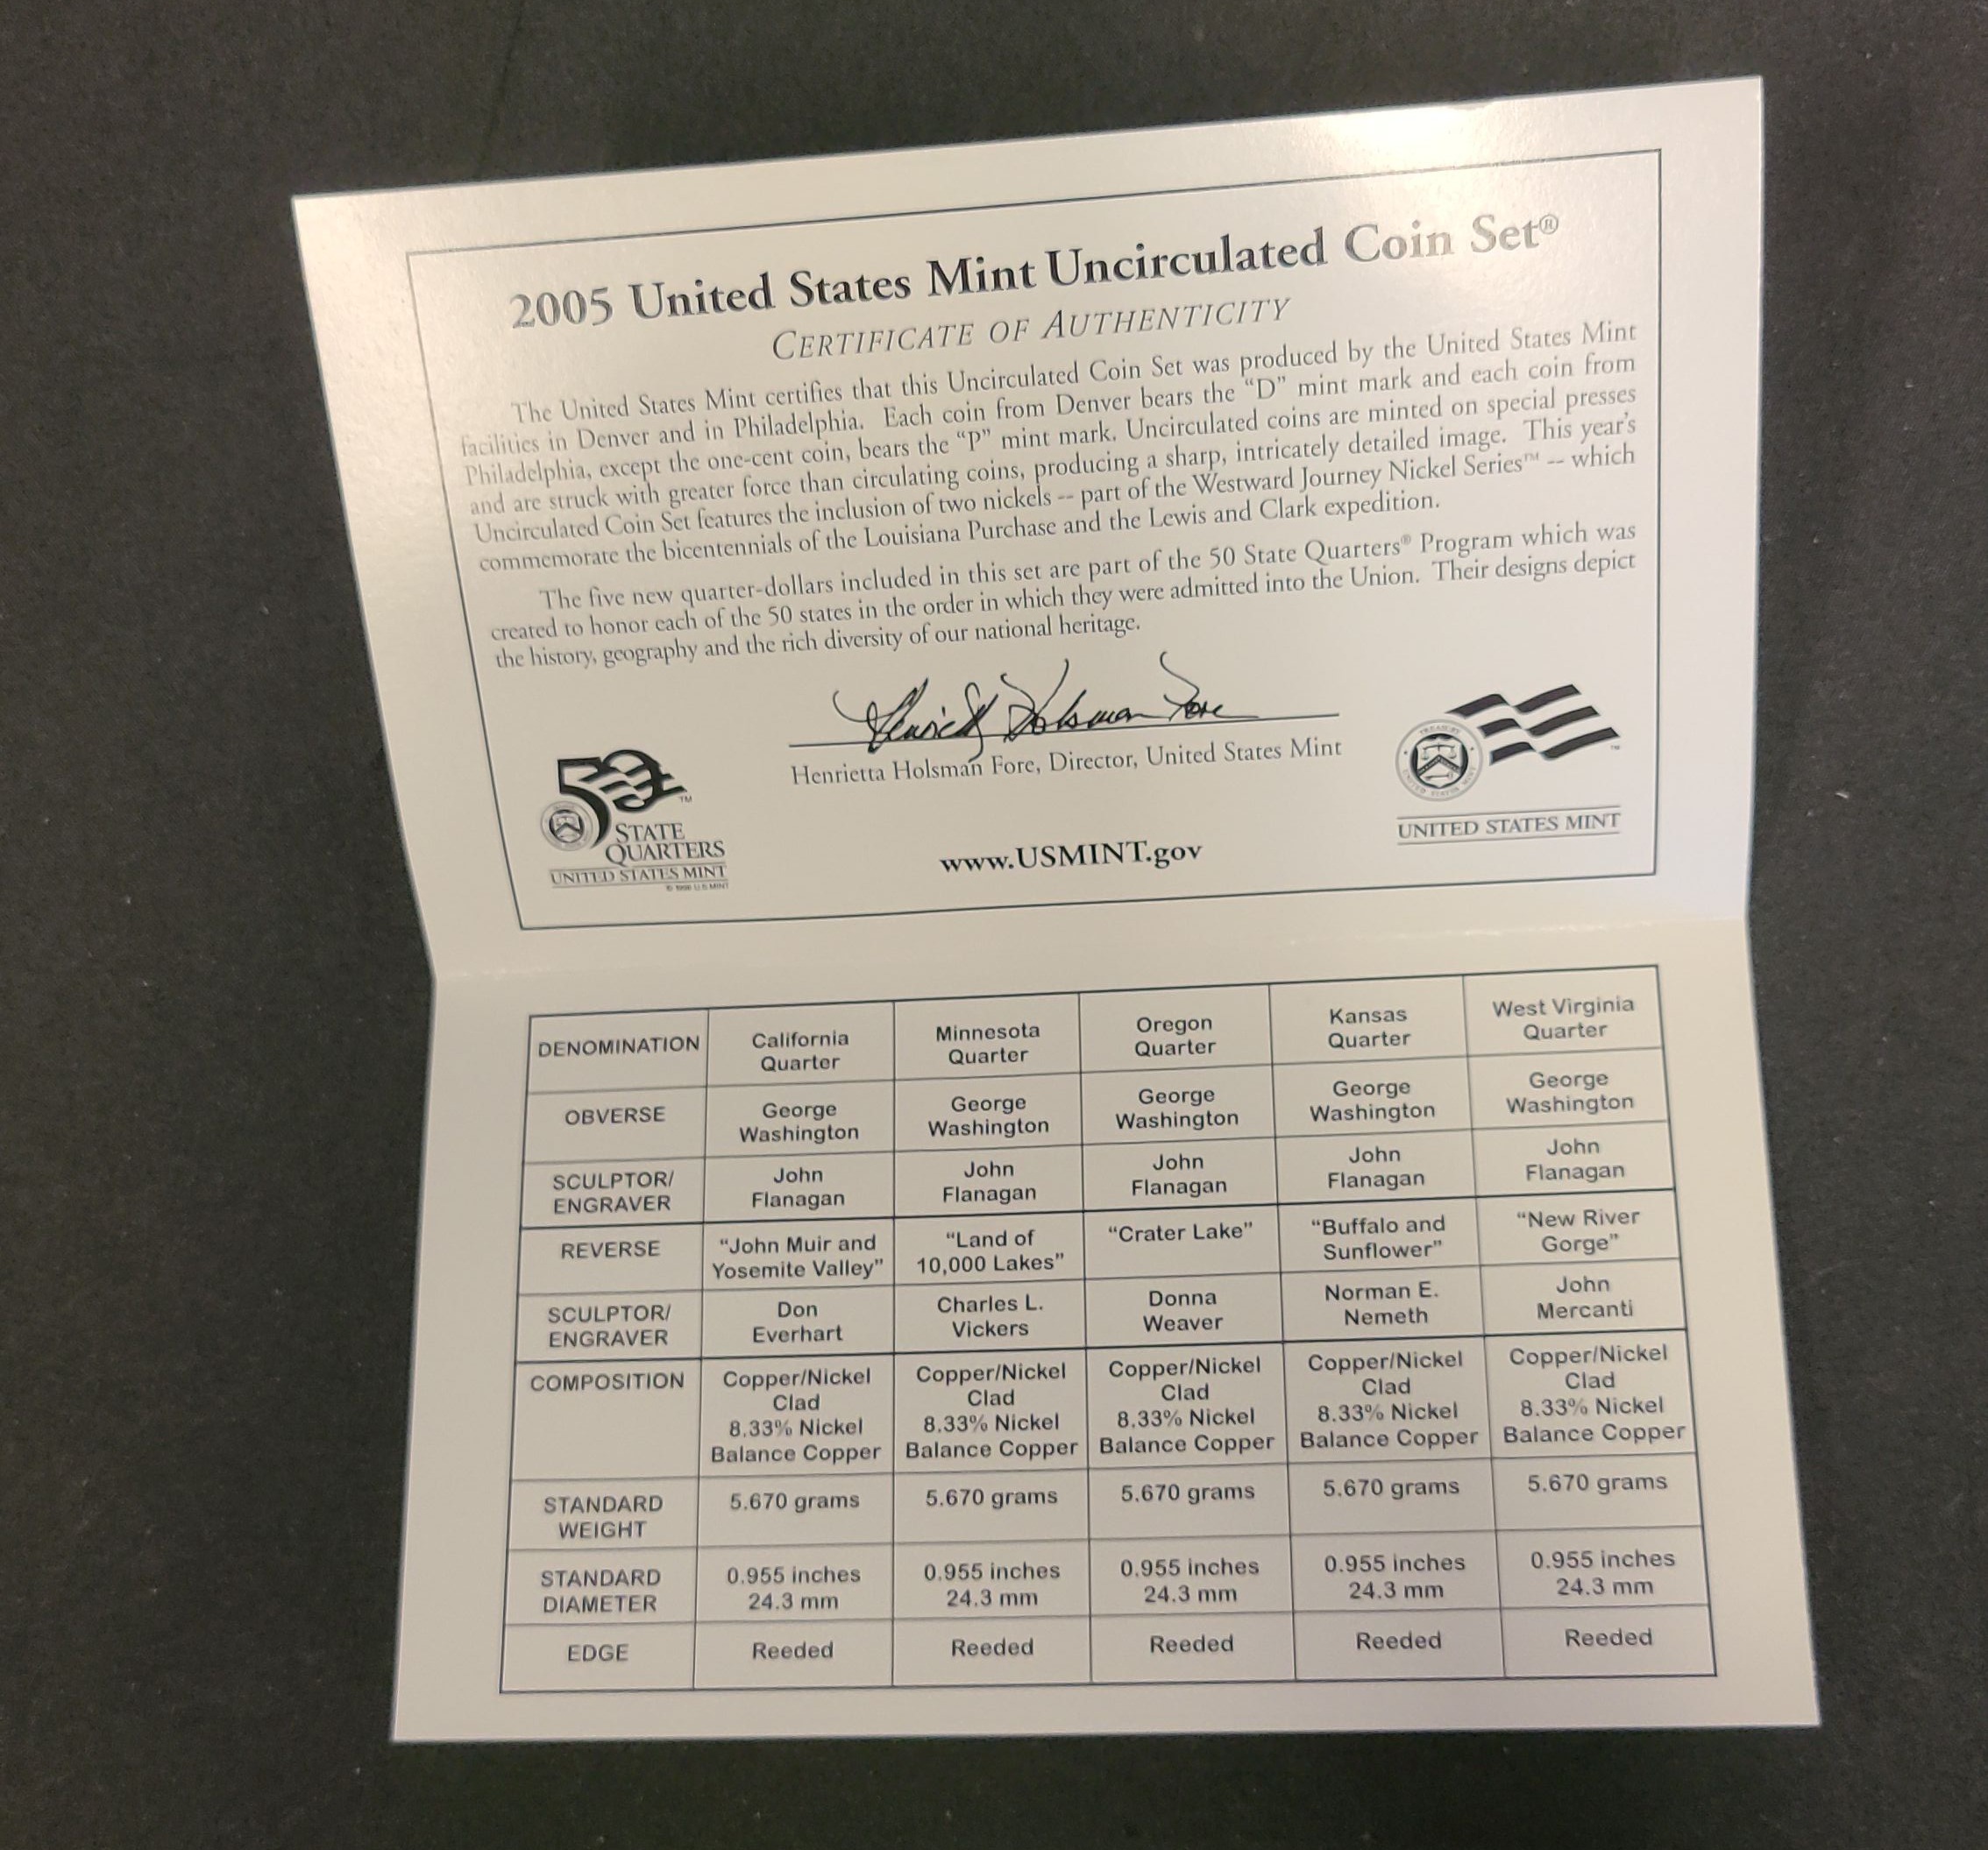 2005 United States Mint Uncirculated Coin Set®
CERTIFICATE OF AUTHENTICITY
The United States Mint certifies that this Uncirculated Coin Set was produced by the United States Mint
facilities in Denver and in Philadelphia. Each coin from Denver bears the “D” mint mark and each coin from
Philadelphia, except the one-cent coin, bears the “P” mint mark. Uncirculated coins are minted on special presses
and are struck with greater force than circulating coins, producing a sharp, intricately detailed image. This year's
Uncirculated Coin Set features the inclusion of two nickels -- part of the Westward Journey Nickel Series™ -- which
commemorate the bicentennials of the Louisiana Purchase and the Lewis and Clark expedition.
The five new quarter-dollars included in this set are part of the 50 State Quarters® Program which was
created to honor each of the 50 states in the order in which they were admitted into the Union. Their designs depict
the history, geography and the rich diversity of our national heritage.
Henrietta Holsman Fore
Henrietta Holsman Fore, Director, United States Mint
50 ™
STATE
QUARTERS
UNITED STATES MINT
www.USMINT.gov
™
UNITED STATES MINT
DENOMINATION California Quarter Minnesota Quarter Oregon Quarter Kansas Quarter West Virginia Quarter
OBVERSE George Washington George Washington George Washington George Washington George Washington
SCULPTOR/ ENGRAVER John Flanagan John Flanagan John Flanagan John Flanagan John Flanagan
REVERSE “John Muir and Yosemite Valley” “Land of 10,000 Lakes” “Crater Lake” “Buffalo and Sunflower” “New River Gorge”
SCULPTOR/ ENGRAVER Don Everhart Charles L. Vickers Donna Weaver Norman E. Nemeth John Mercanti
COMPOSITION Copper/Nickel Clad 8.33% Nickel Balance Copper Copper/Nickel Clad 8.33% Nickel Balance Copper Copper/Nickel Clad 8.33% Nickel Balance Copper Copper/Nickel Clad 8.33% Nickel Balance Copper Copper/Nickel Clad 8.33% Nickel Balance Copper
STANDARD WEIGHT 5.670 grams 5.670 grams 5.670 grams 5.670 grams 5.670 grams
STANDARD DIAMETER 0.955 inches 24.3 mm 0.955 inches 24.3 mm 0.955 inches 24.3 mm 0.955 inches 24.3 mm 0.955 inches 24.3 mm
EDGE Reeded Reeded Reeded Reeded Reeded